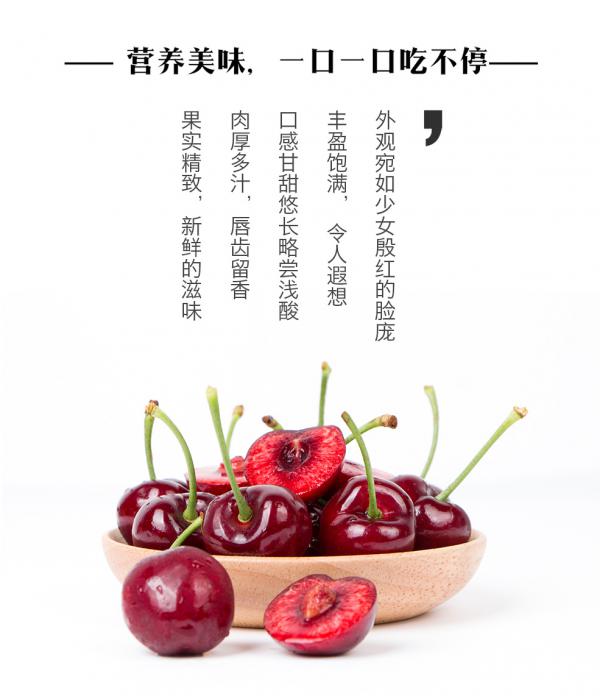 —— 营养美味, 一口一口吃不停——
,
外观宛如少女殷红的脸庞
丰盈饱满, 令人遐想
口感甘甜悠长略尝浅酸
肉厚多汁, 唇齿留香
果实精致, 新鲜的滋味